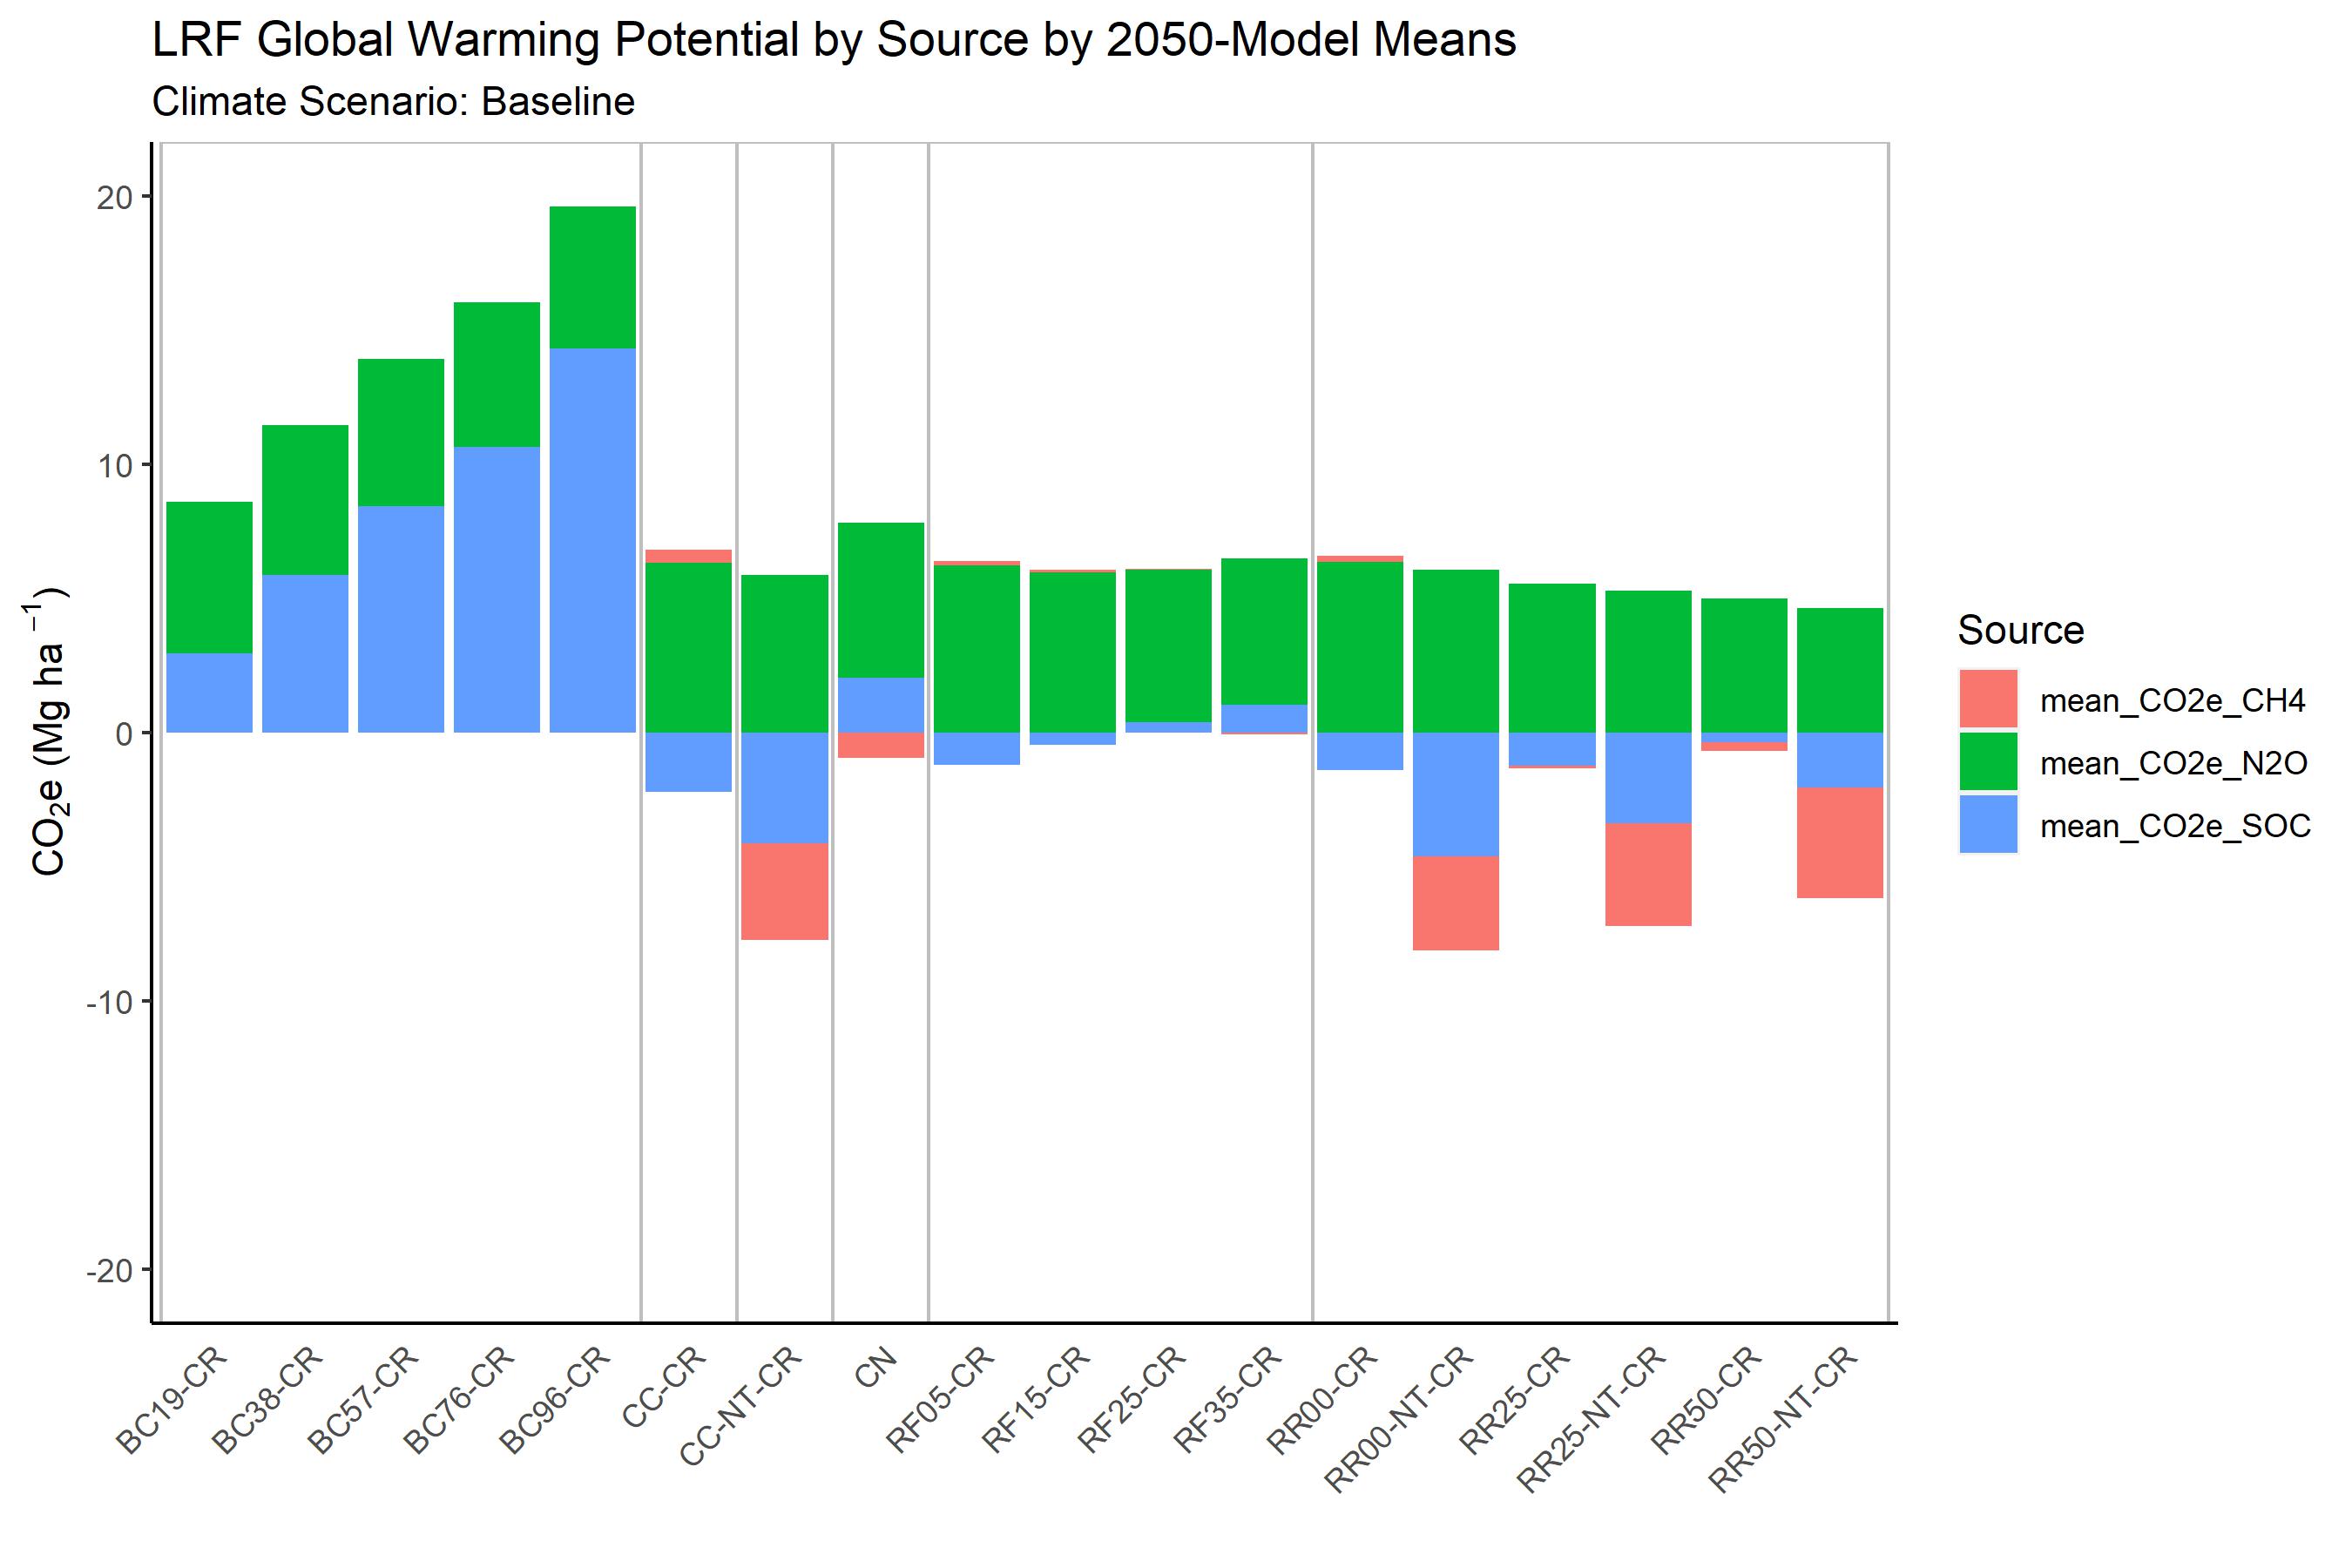 LRF Global Warming Potential by Source by 2050-Model Means
Climate Scenario: Baseline
CO₂e (Mg ha ⁻¹)
20
10
0
-10
-20
BC19-CR
BC38-CR
BC57-CR
BC76-CR
BC96-CR
CC-CR
CC-NT-CR
CN
RF05-CR
RF15-CR
RF25-CR
RF35-CR
RR00-CR
RR00-NT-CR
RR25-CR
RR25-NT-CR
RR50-CR
RR50-NT-CR
Source
mean_CO2e_CH4
mean_CO2e_N2O
mean_CO2e_SOC